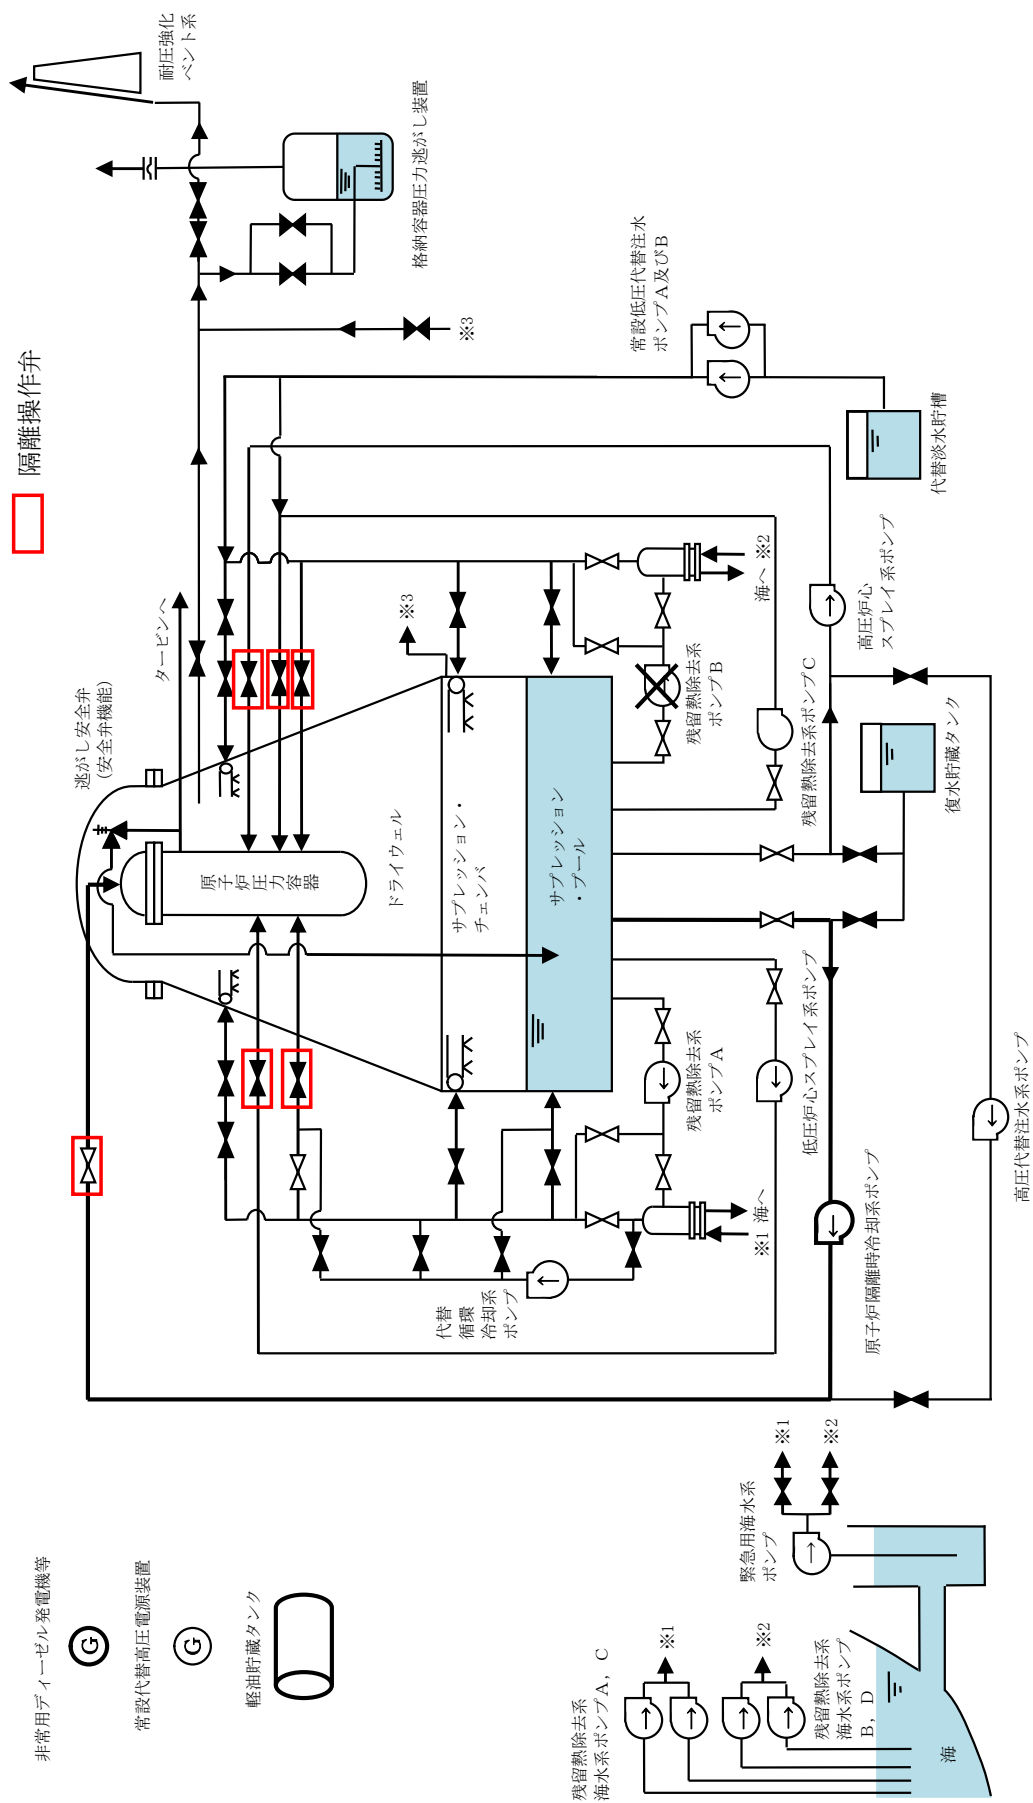 隔離操作弁
耐圧強化
ベント系
格納容器圧力逃がし装置
※3
常設低圧代替注水
ポンプA及びB
代替淡水貯槽
タービンへ
逃がし安全弁
(安全弁機能)
※3
海へ ※2
高圧炉心
スプレイ系ポンプ
残留熱除去系
ポンプB
残留熱除去系ポンプC
復水貯蔵タンク
原子炉圧力容器
ドライウェル
サプレッション・
チェンバ
サプレッション
・プール
残留熱除去系
ポンプA
低圧炉心スプレイ系ポンプ
高圧代替注水系ポンプ
原子炉隔離時冷却系ポンプ
※1 海へ
代替
循環
冷却系
ポンプ
非常用ディーゼル発電機等
G
常設代替高圧電源装置
G
軽油貯蔵タンク
緊急用海水系
ポンプ
※1
※2
残留熱除去系
海水系ポンプA,C
※1
※2
残留熱除去系
海水系ポンプ
B,D
海